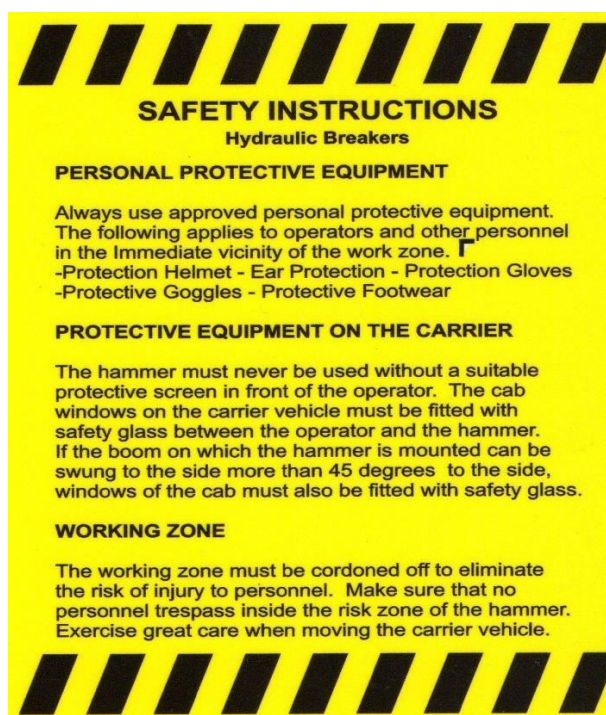 SAFETY INSTRUCTIONS
Hydraulic Breakers
PERSONAL PROTECTIVE EQUIPMENT
Always use approved personal protective equipment.
The following applies to operators and other personnel
in the Immediate vicinity of the work zone.
-Protection Helmet - Ear Protection - Protection Gloves
-Protective Goggles - Protective Footwear
PROTECTIVE EQUIPMENT ON THE CARRIER
The hammer must never be used without a suitable
protective screen in front of the operator. The cab
windows on the carrier vehicle must be fitted with
safety glass between the operator and the hammer.
If the boom on which the hammer is mounted can be
swung to the side more than 45 degrees to the side,
windows of the cab must also be fitted with safety glass.
WORKING ZONE
The working zone must be cordoned off to eliminate
the risk of injury to personnel. Make sure that no
personnel trespass inside the risk zone of the hammer.
Exercise great care when moving the carrier vehicle.